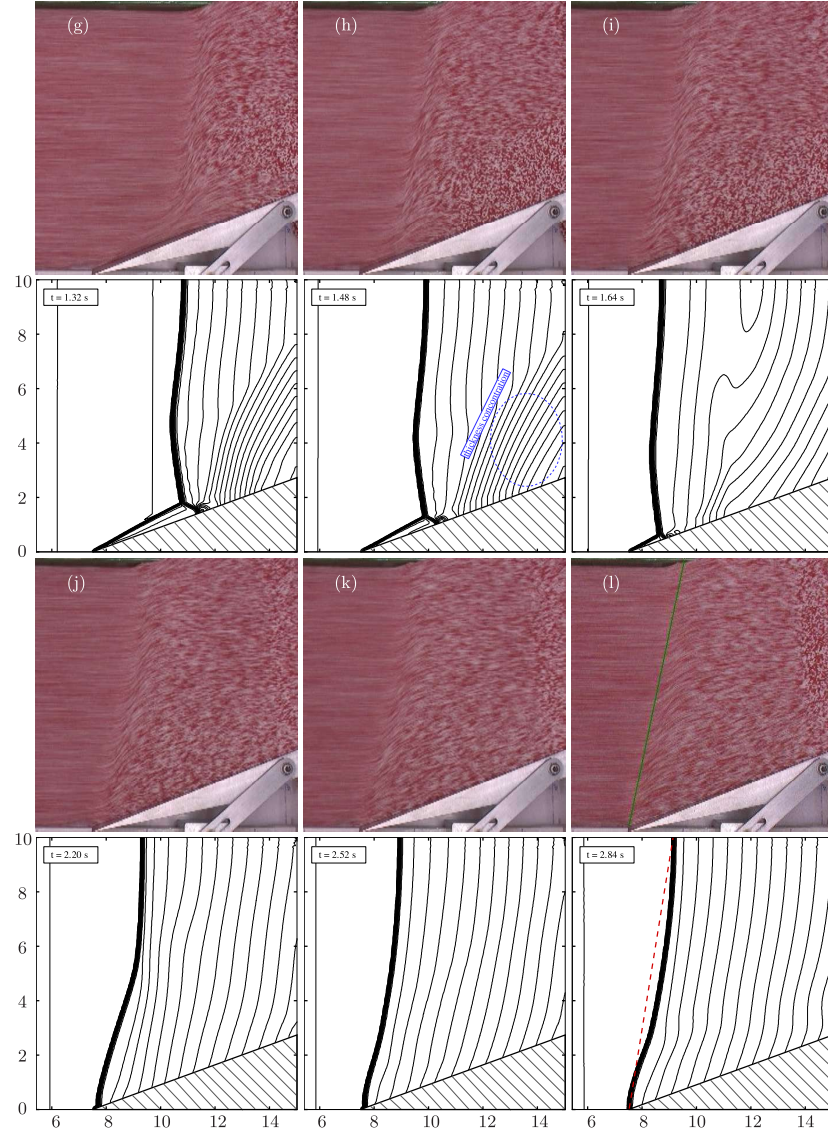 (g) (h) (i)
10
8
6
4
2
0
t = 1.32 s
t = 1.48 s
thickness concentration
t = 1.64 s
(j) (k) (l)
10
8
6
4
2
0
t = 2.20 s
t = 2.52 s
t = 2.84 s
6 8 10 12 14 6 8 10 12 14 6 8 10 12 14